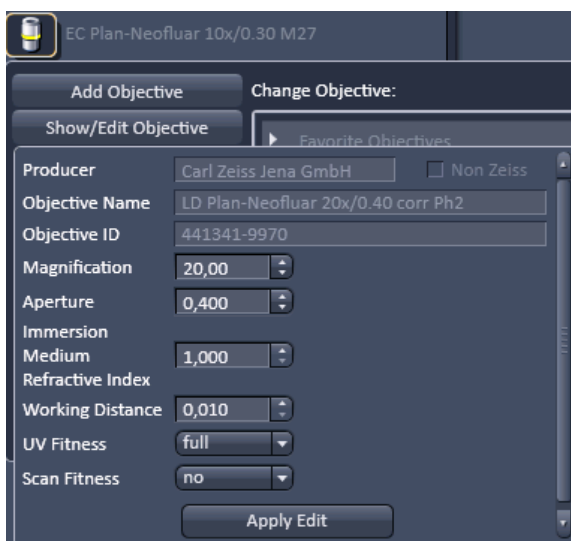 EC Plan-Neofluar 10x/0.30 M27
Add Objective
Change Objective:
Show/Edit Objective
Favorite Objectives
Producer Carl Zeiss Jena GmbH Non Zeiss
Objective Name LD Plan-Neofluar 20x/0.40 corr Ph2
Objective ID 441341-9970
Magnification 20,00
Aperture 0,400
Immersion
Medium 1,000
Refractive Index
Working Distance 0,010
UV Fitness full
Scan Fitness no
Apply Edit